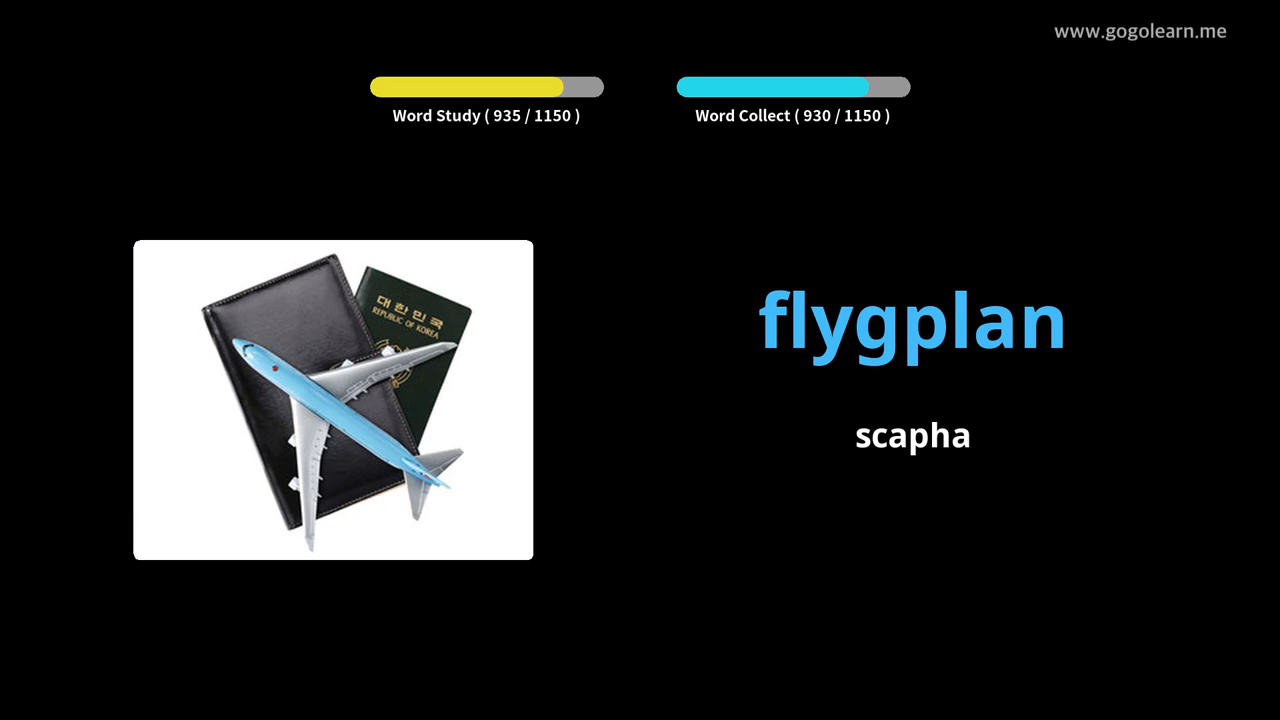 www.gogolearn.me
Word Study ( 935 / 1150 )
Word Collect ( 930 / 1150 )
대한민국
REPUBLIC OF KOREA
flygplan
scapha